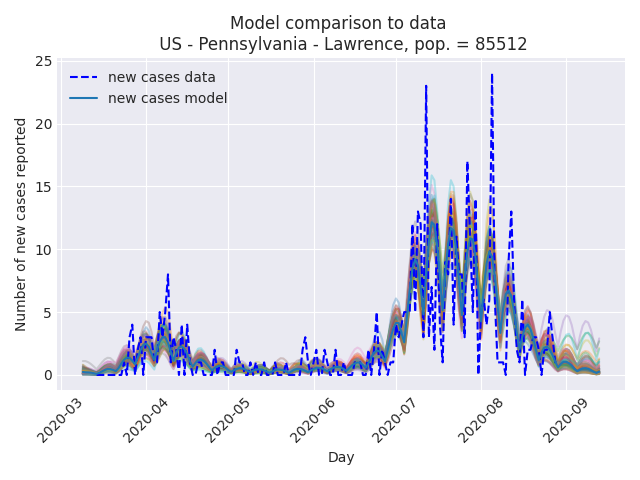 Model comparison to data
US - Pennsylvania - Lawrence, pop. = 85512
new cases data
new cases model
Number of new cases reported
25
20
15
10
5
0
2020-03
2020-04
2020-05
2020-06
2020-07
2020-08
2020-09
Day